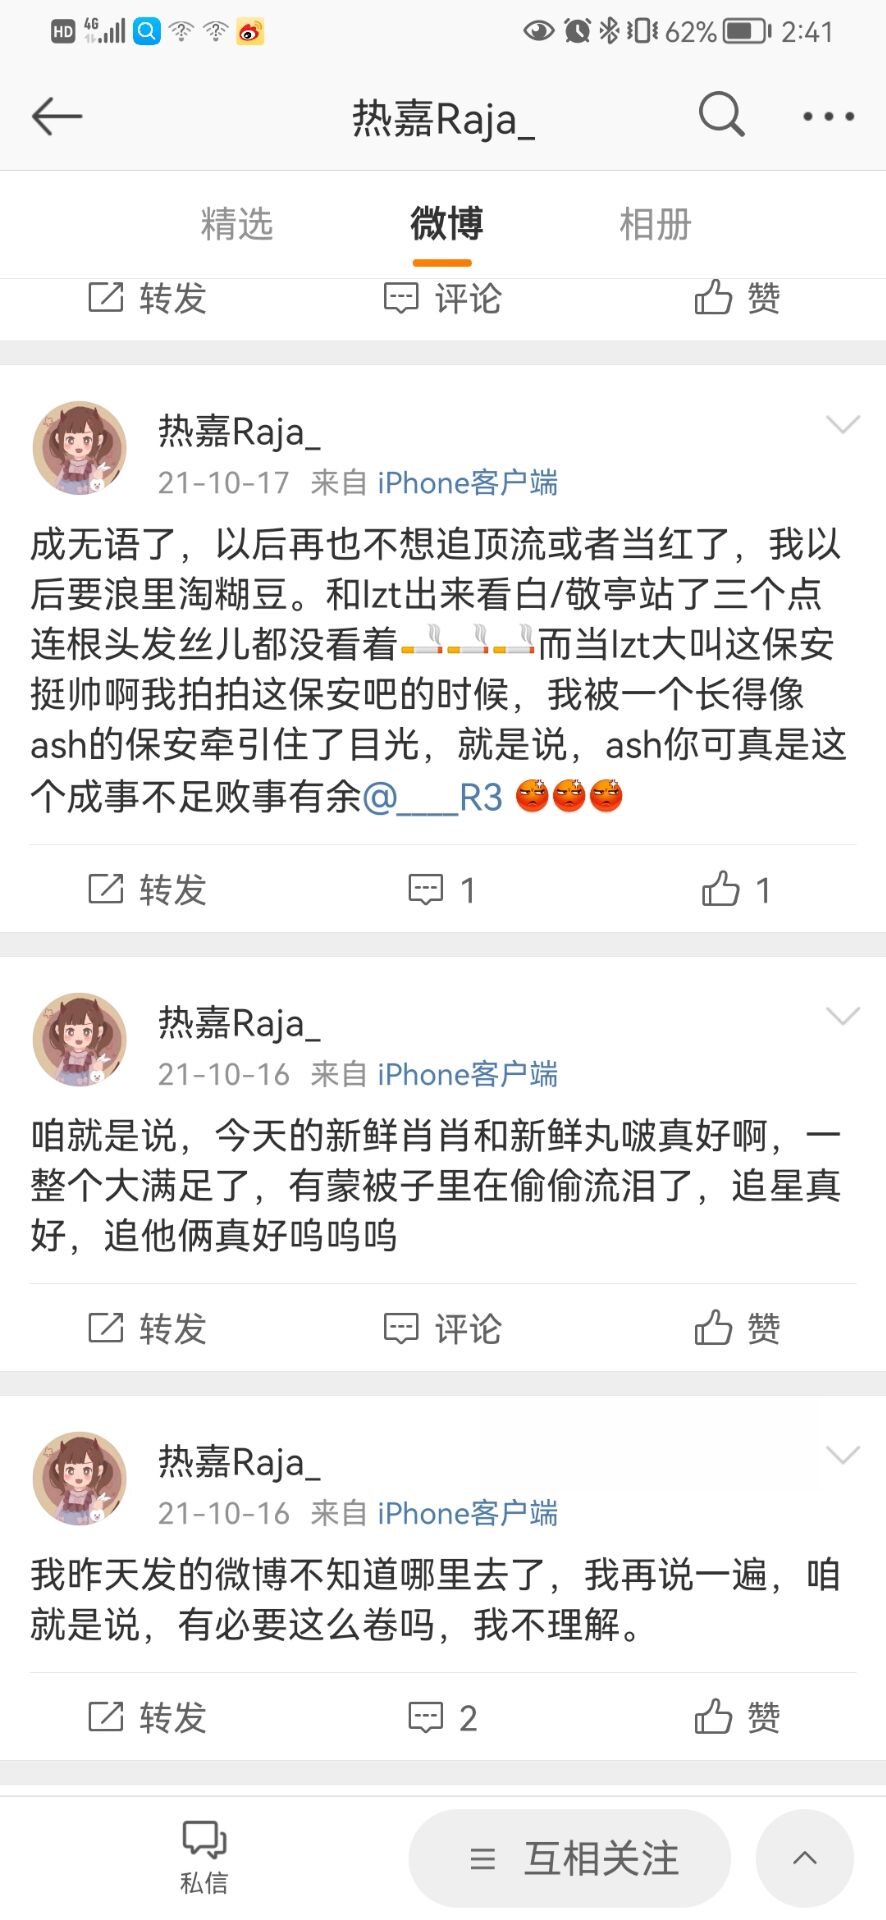 HD 4G 62% 2:41
热嘉Raja_
精选 微博 相册
转发 评论 赞
热嘉Raja_
21-10-17 来自 iPhone客户端
成无语了，以后再也不想追顶流或者当红了，我以
后要浪里淘糊豆。和lzt出来看白/敬亭站了三个点
连根头发丝儿都没看着🚬🚬🚬而当lzt大叫这保安
挺帅啊我拍拍这保安吧的时候，我被一个长得像
ash的保安牵引住了目光，就是说，ash你可真是这
个成事不足败事有余@____R3
转发 1 1
热嘉Raja_
21-10-16 来自 iPhone客户端
咱就是说，今天的新鲜肖肖和新鲜丸啵真好啊，一
整个大满足了，有蒙被子里在偷偷流泪了，追星真
好，追他俩真好呜呜呜
转发 评论 赞
热嘉Raja_
21-10-16 来自 iPhone客户端
我昨天发的微博不知道哪里去了，我再说一遍，咱
就是说，有必要这么卷吗，我不理解。
转发 2 赞
私信 互相关注